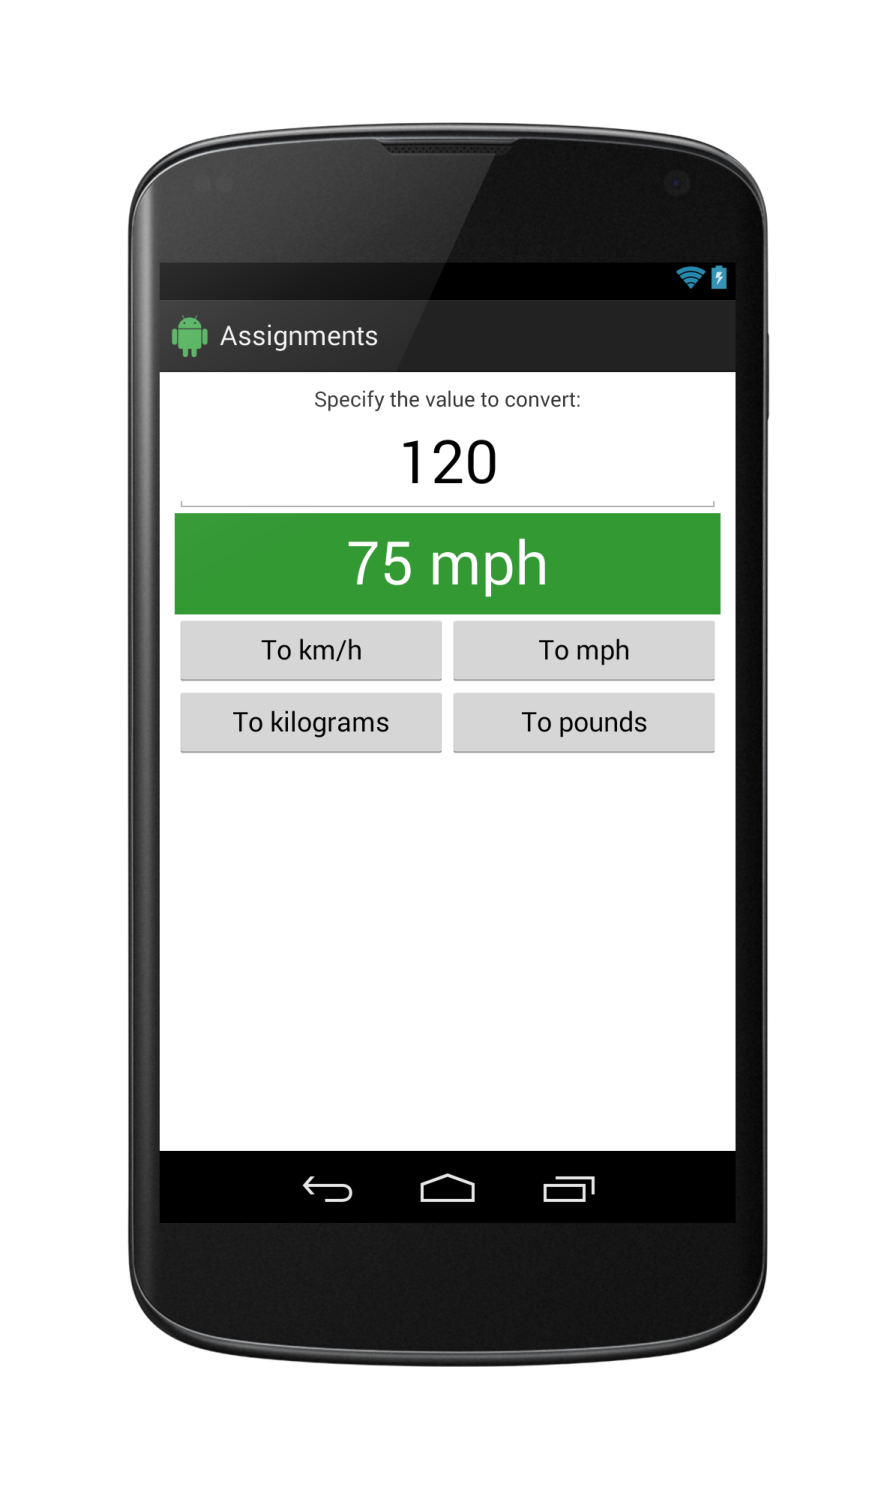 Assignments
Specify the value to convert:
120
75 mph
To km/h
To mph
To kilograms
To pounds